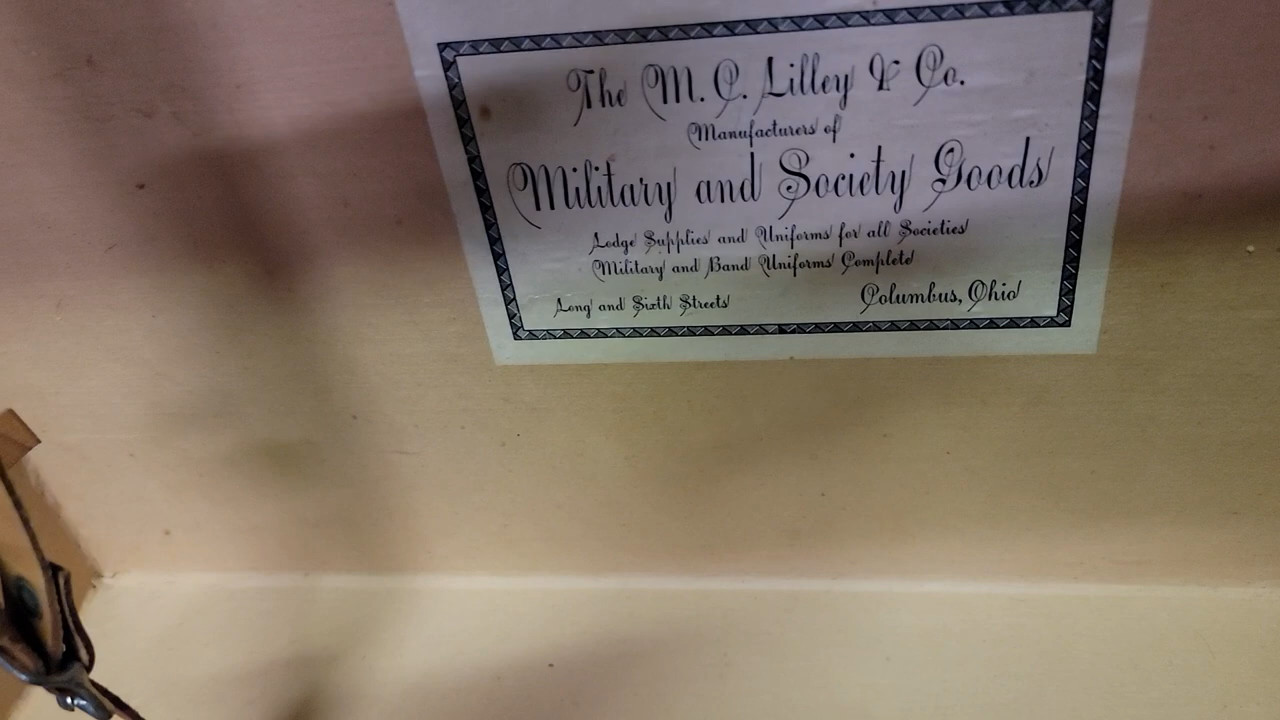 The M. C. Lilley & Co.
Manufacturers of
Military and Society Goods
Lodge Supplies and Uniforms for all Societies
Military and Band Uniforms Complete
Long and Sixth Streets Columbus, Ohio